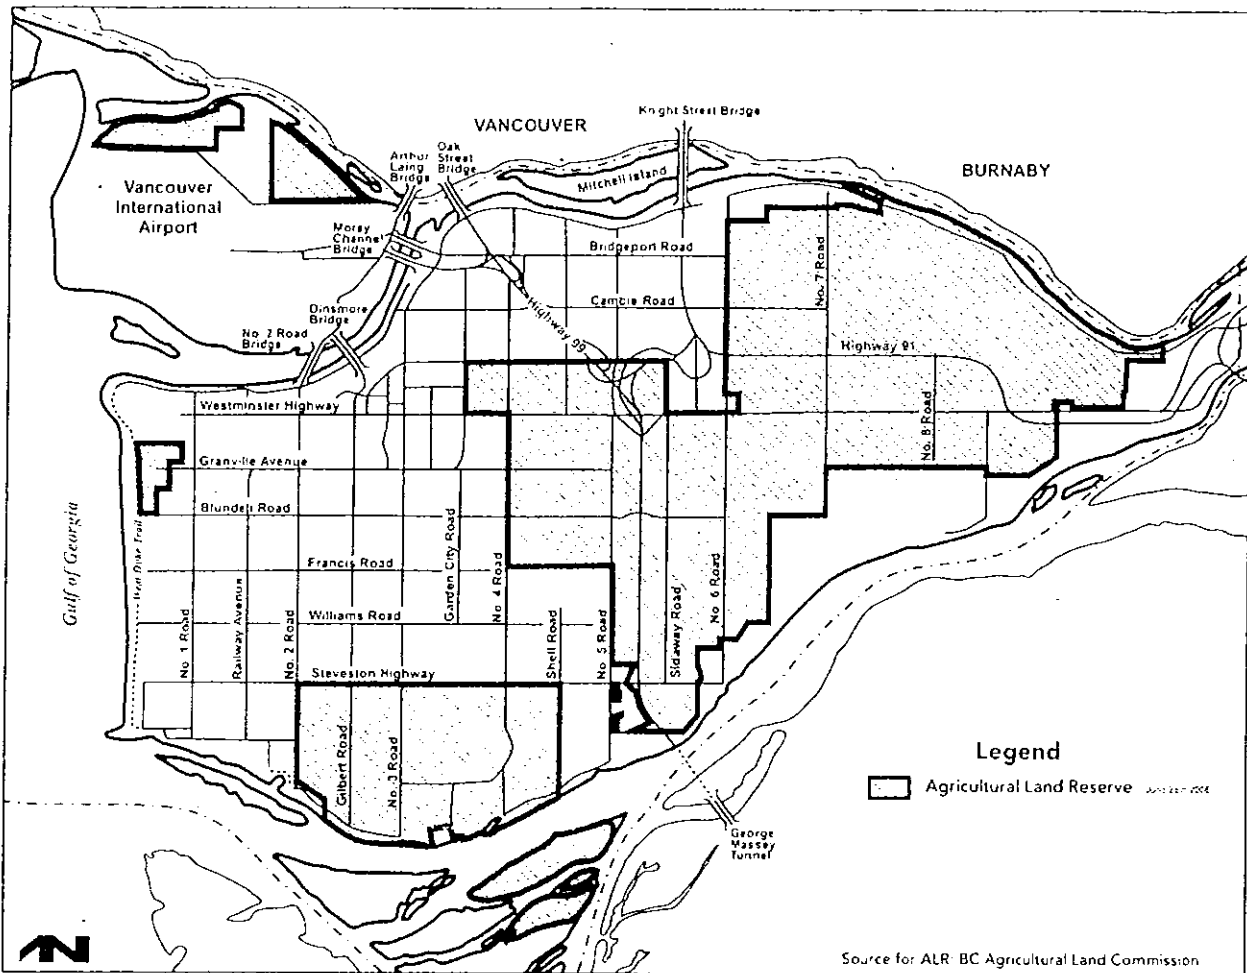 Knight Street Bridge
VANCOUVER
Oak
Street
Bridge
Arthur
Laing
Bridge
Mitchell Island
BURNABY
Vancouver
International
Airport
Moray
Channel
Bridge
Bridgeport Road
No. 7 Road
Cambie Road
Dinsmore
Bridge
Highway 99
No. 2 Road
Bridge
Highway 91
Westminster Highway
No. 8 Road
Granville Avenue
Blundell Road
Gulf of Georgia
West Dyke Trail
Francis Road
Garden City Road
No. 4 Road
Williams Road
No. 1 Road
Railway Avenue
No. 2 Road
Shell Road
No. 5 Road
Sidaway Road
No. 6 Road
Steveston Highway
Gilbert Road
No. 3 Road
Legend
Agricultural Land Reserve
George
Massey
Tunnel
N
Source for ALR: BC Agricultural Land Commission